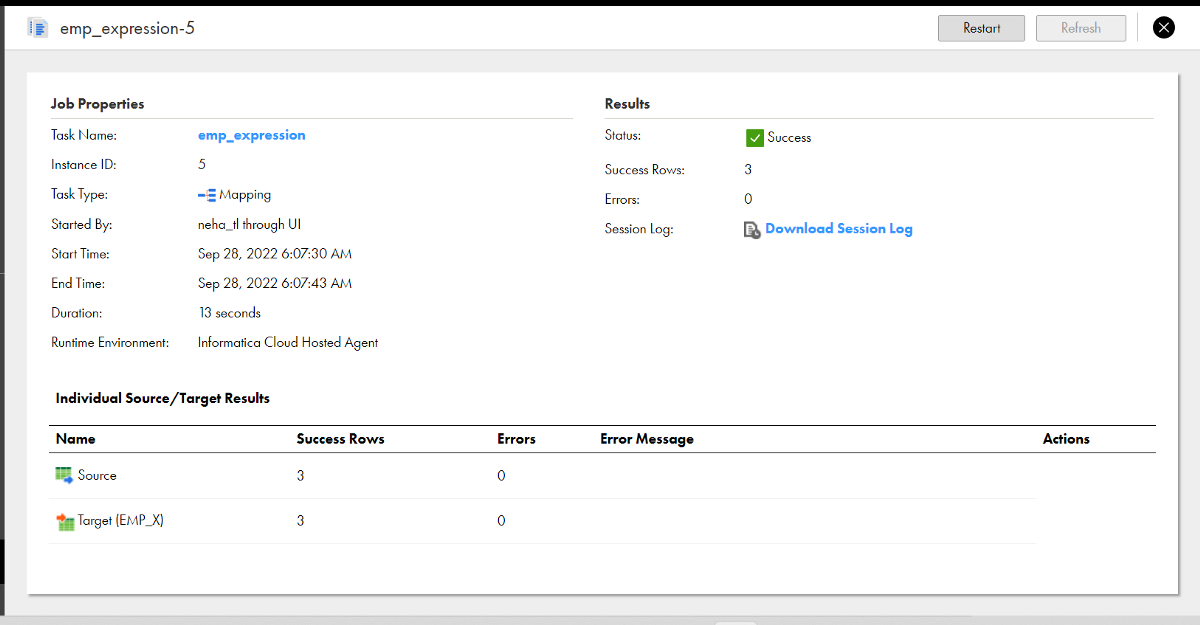 emp_expression-5
Restart
Refresh
Job Properties
Task Name: emp_expression
Instance ID: 5
Task Type: Mapping
Started By: neha_tl through UI
Start Time: Sep 28, 2022 6:07:30 AM
End Time: Sep 28, 2022 6:07:43 AM
Duration: 13 seconds
Runtime Environment: Informatica Cloud Hosted Agent
Results
Status: Success
Success Rows: 3
Errors: 0
Session Log: Download Session Log
Individual Source/Target Results
Name Success Rows Errors Error Message Actions
Source 3 0
Target (EMP_X) 3 0